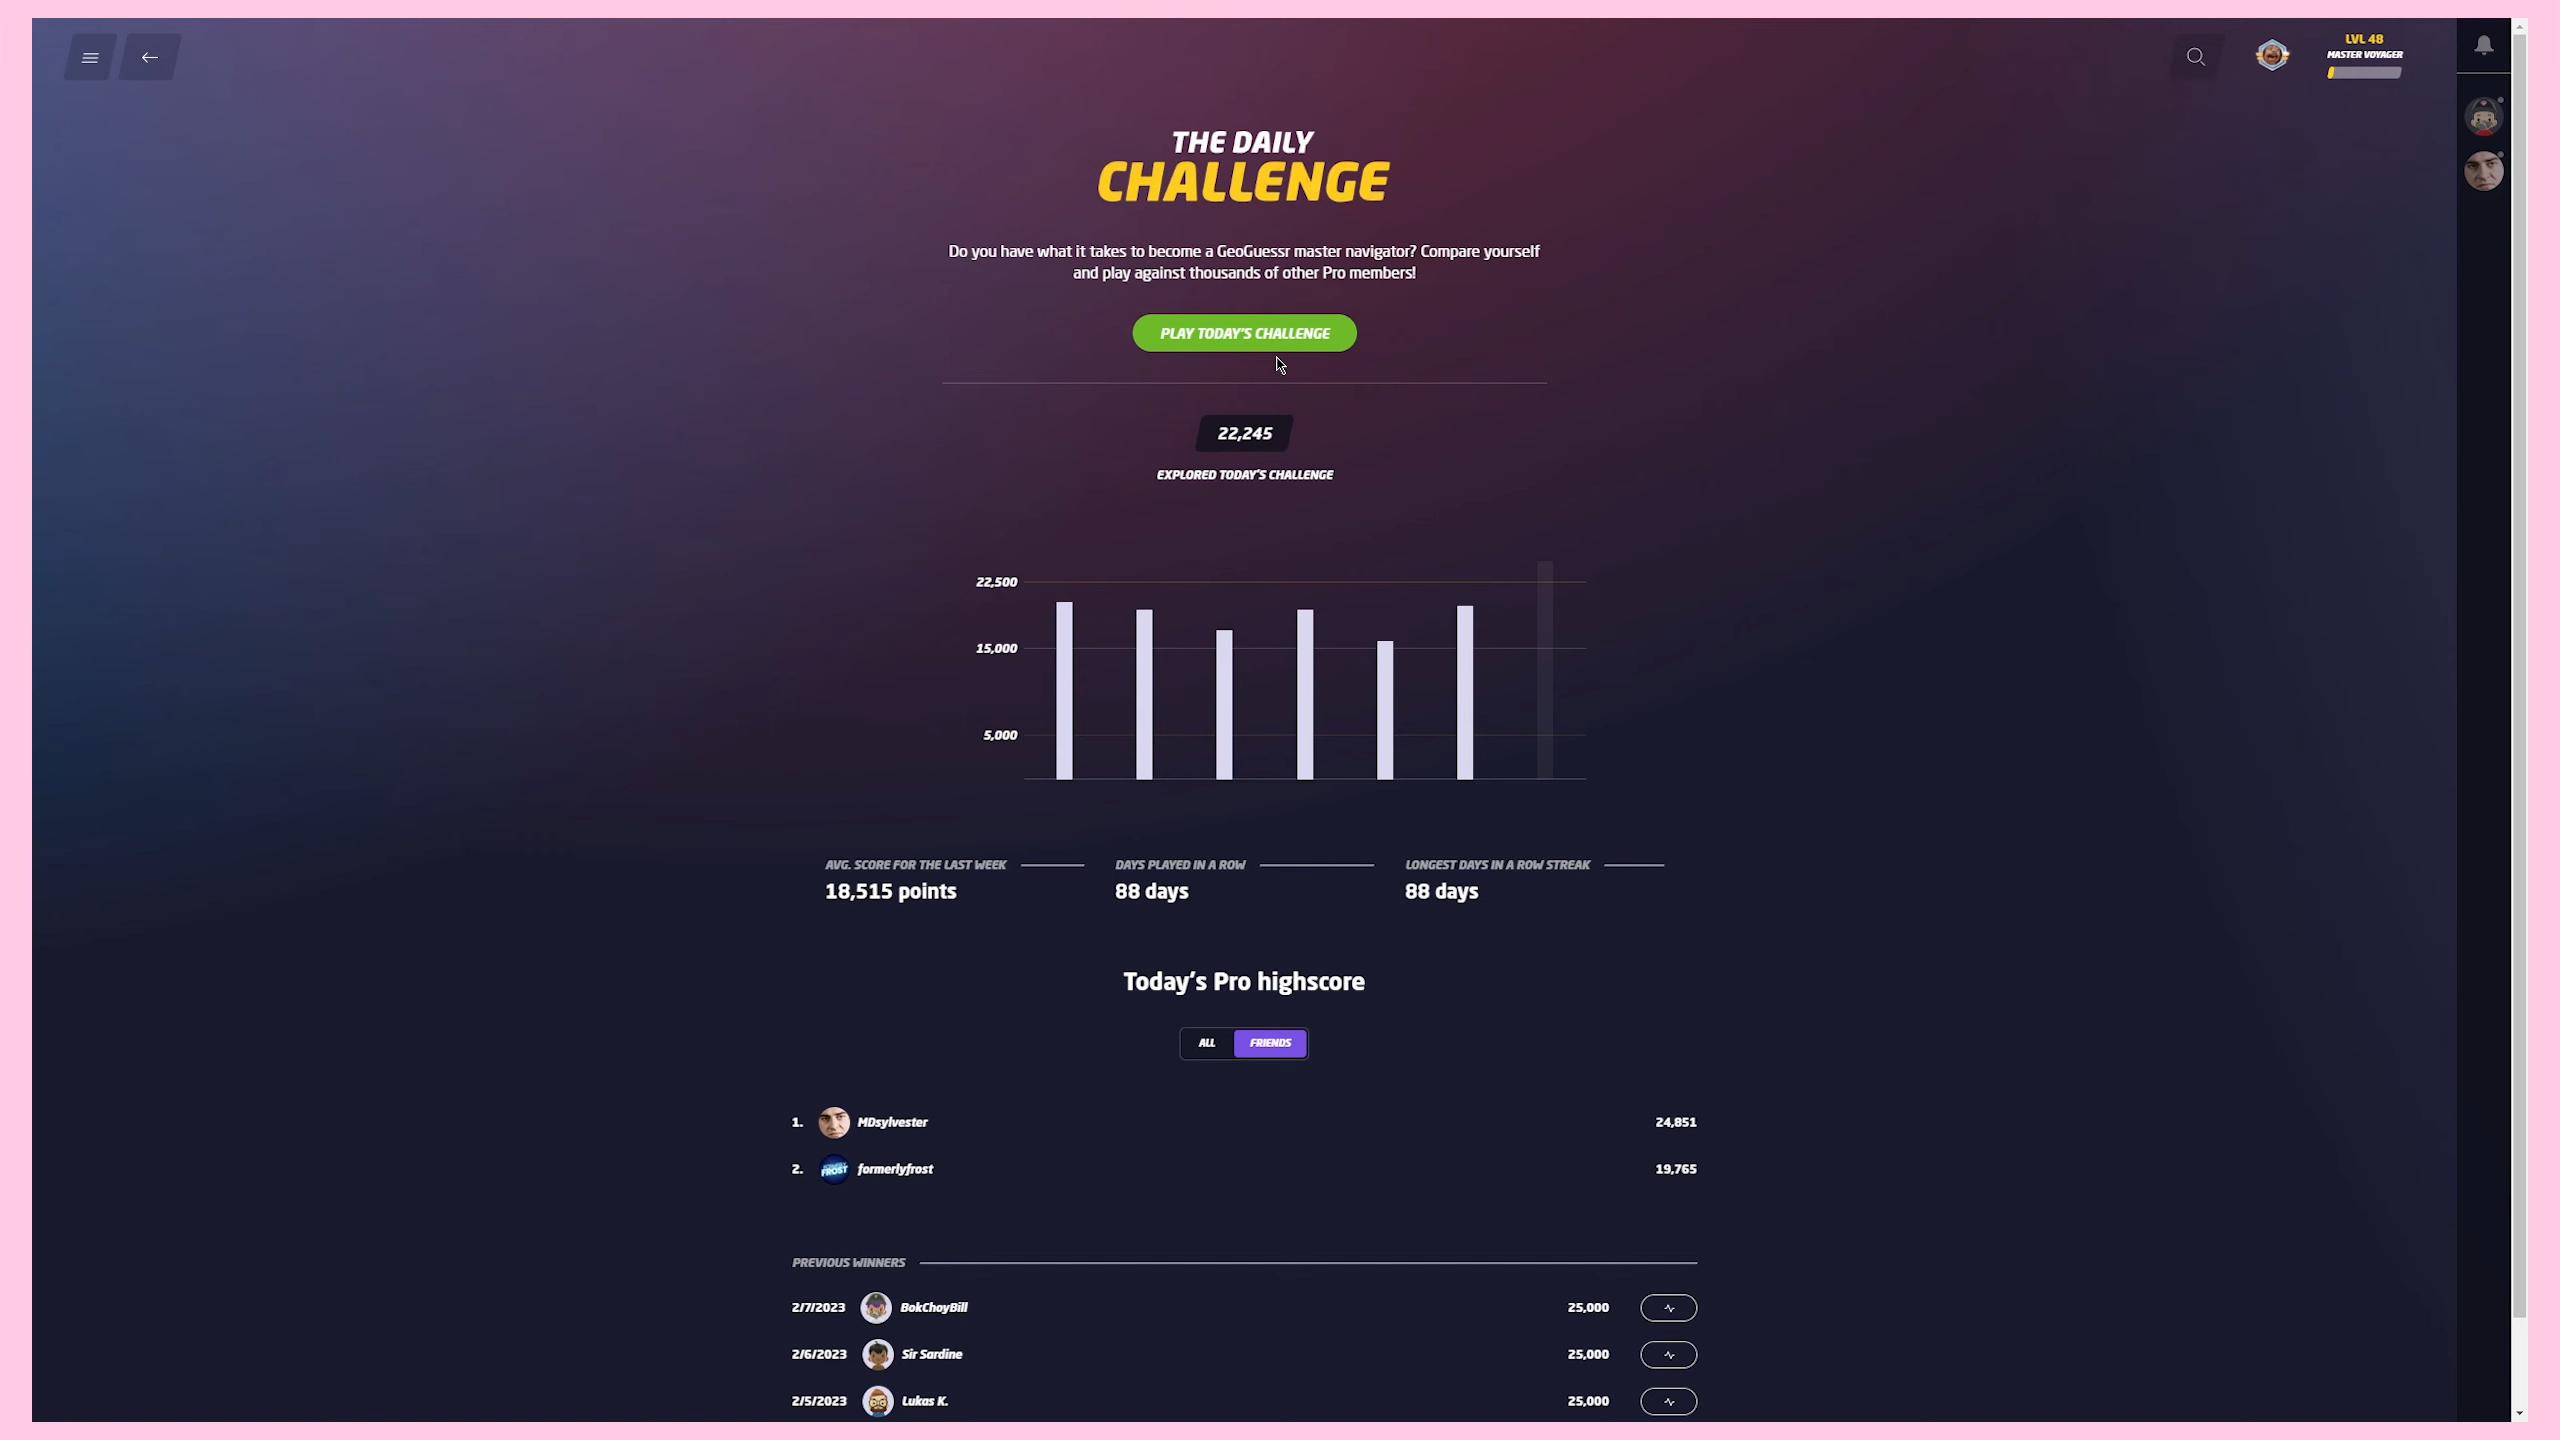 LVL 48
MASTER VOYAGER
THE DAILY
CHALLENGE
Do you have what it takes to become a GeoGuessr master navigator? Compare yourself
and play against thousands of other Pro members!
PLAY TODAY'S CHALLENGE
22,245
EXPLORED TODAY'S CHALLENGE
22,500
15,000
5,000
AVG. SCORE FOR THE LAST WEEK
18,515 points
DAYS PLAYED IN A ROW
88 days
LONGEST DAYS IN A ROW STREAK
88 days
Today's Pro highscore
ALL FRIENDS
1. MDsylvester 24,851
2. FROST formerlyfrost 19,765
PREVIOUS WINNERS
2/7/2023 BokChoyBill 25,000
2/6/2023 Sir Sardine 25,000
2/5/2023 Lukas K. 25,000